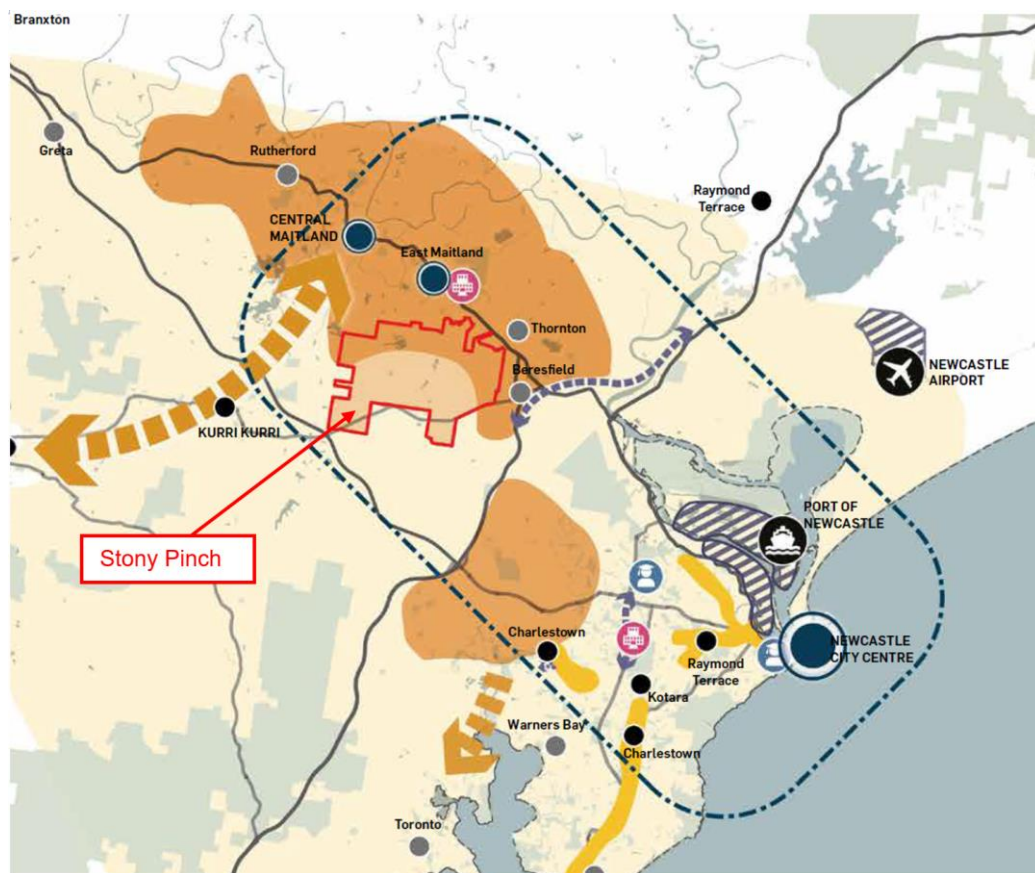 Branxton
Greta
Rutherford
CENTRAL
MAITLAND
East Maitland
Raymond
Terrace
Thornton
Beresfield
NEWCASTLE
AIRPORT
KURRI KURRI
Stony Pinch
PORT OF
NEWCASTLE
Charlestown
Raymond
Terrace
NEWCASTLE
CITY CENTRE
Kotara
Warners Bay
Charlestown
Toronto